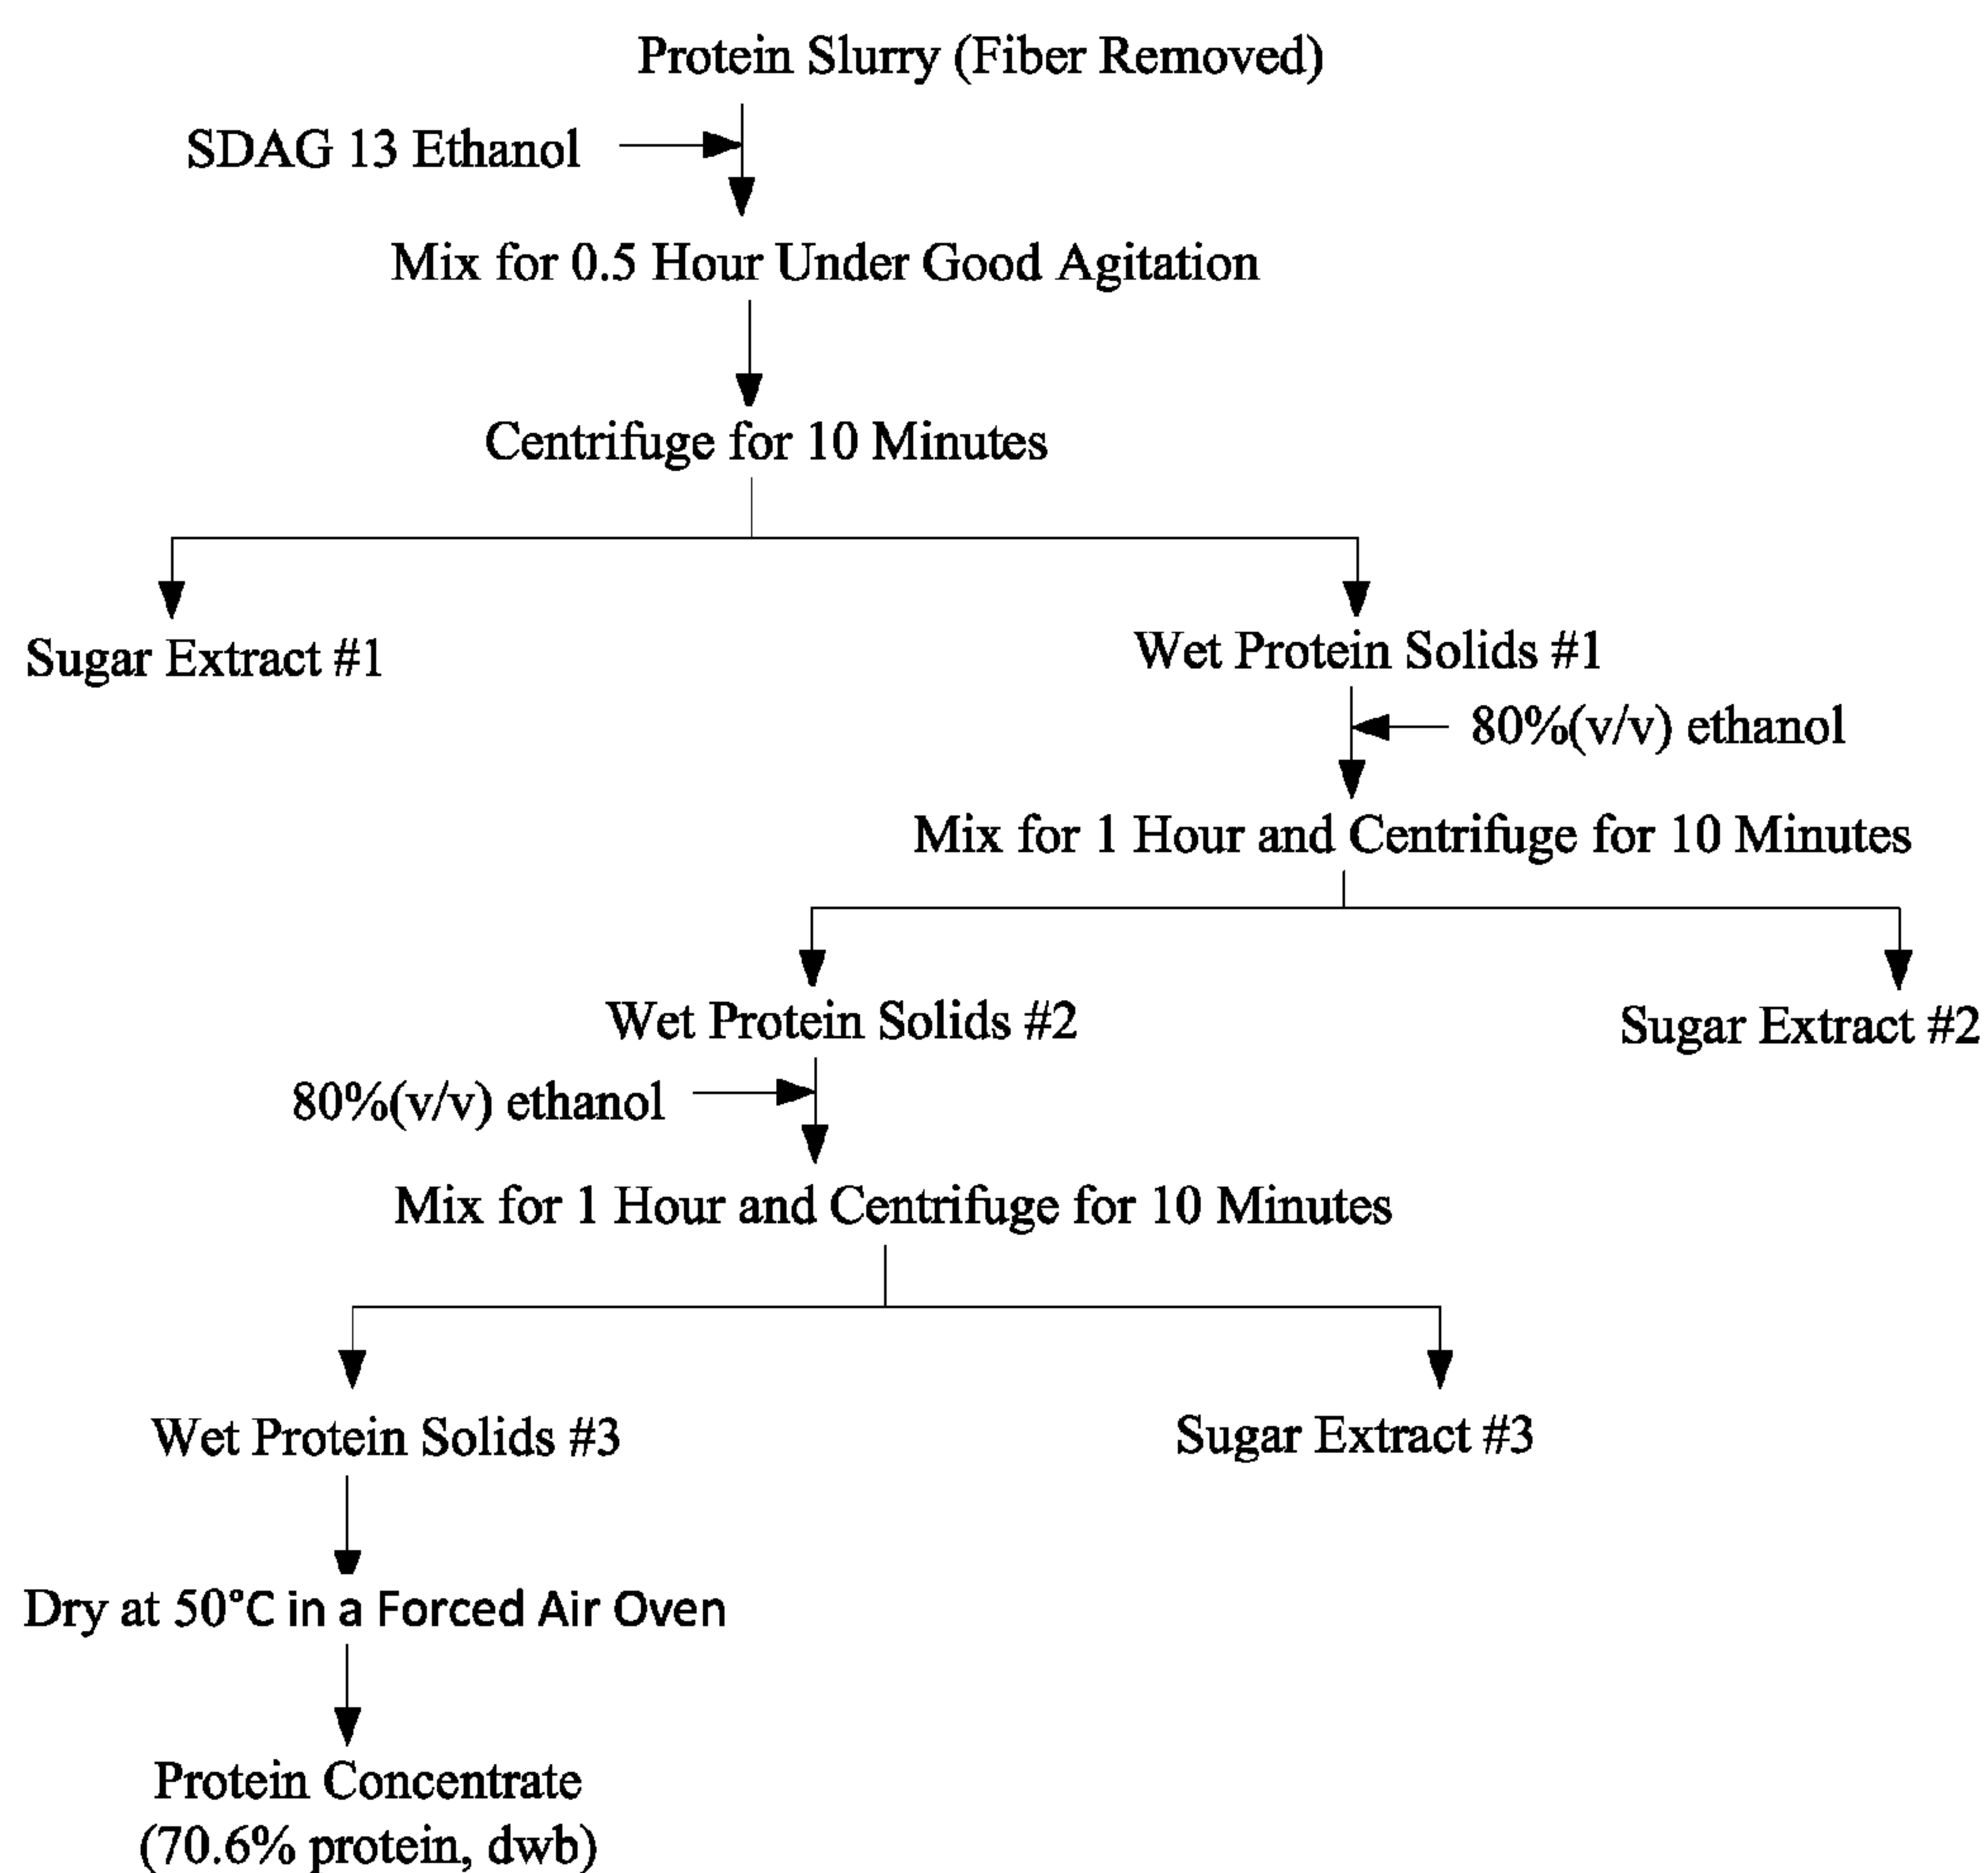 Protein Slurry (Fiber Removed)
SDAG 13 Ethanol
Mix for 0.5 Hour Under Good Agitation
Centrifuge for 10 Minutes
Sugar Extract #1
Wet Protein Solids #1
80%(v/v) ethanol
Mix for 1 Hour and Centrifuge for 10 Minutes
Wet Protein Solids #2
Sugar Extract #2
80%(v/v) ethanol
Mix for 1 Hour and Centrifuge for 10 Minutes
Wet Protein Solids #3
Sugar Extract #3
Dry at 50°C in a Forced Air Oven
Protein Concentrate
(70.6% protein, dwb)